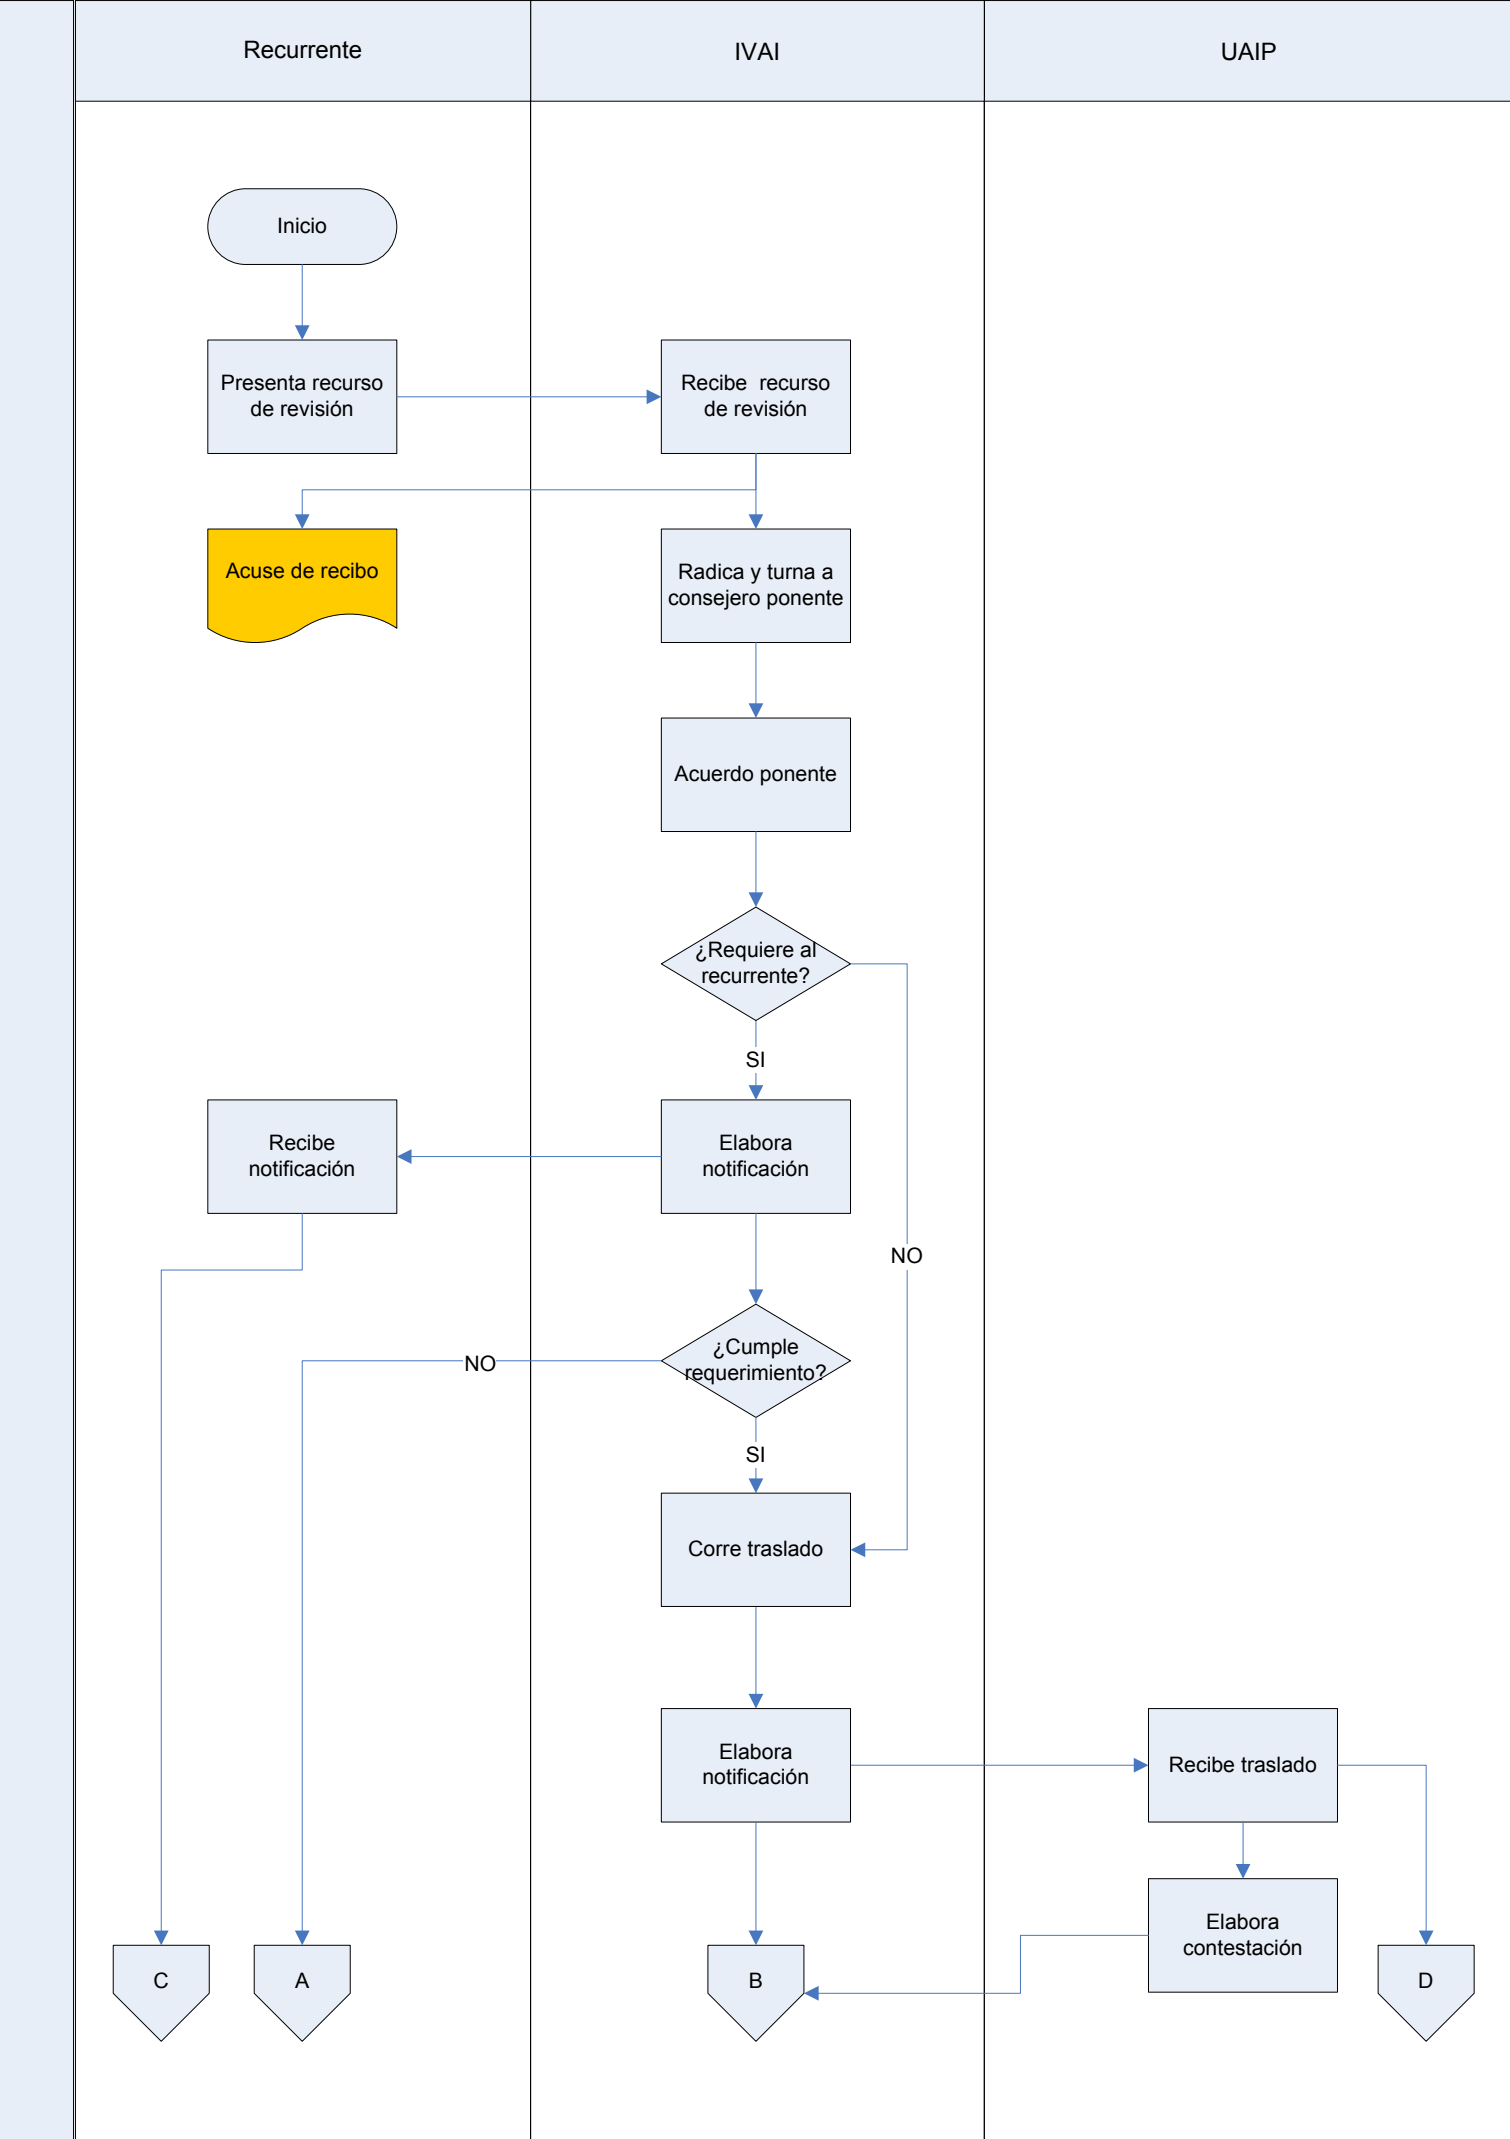 Recurrente
IVAI
UAIP
Inicio
Presenta recurso
de revisión
Recibe recurso
de revisión
Acuse de recibo
Radica y turna a
consejero ponente
Acuerdo ponente
¿Requiere al
recurrente?
SI
Recibe
notificación
Elabora
notificación
NO
¿Cumple
requerimiento?
NO
SI
Corre traslado
Elabora
notificación
Recibe traslado
Elabora
contestación
C
A
B
D